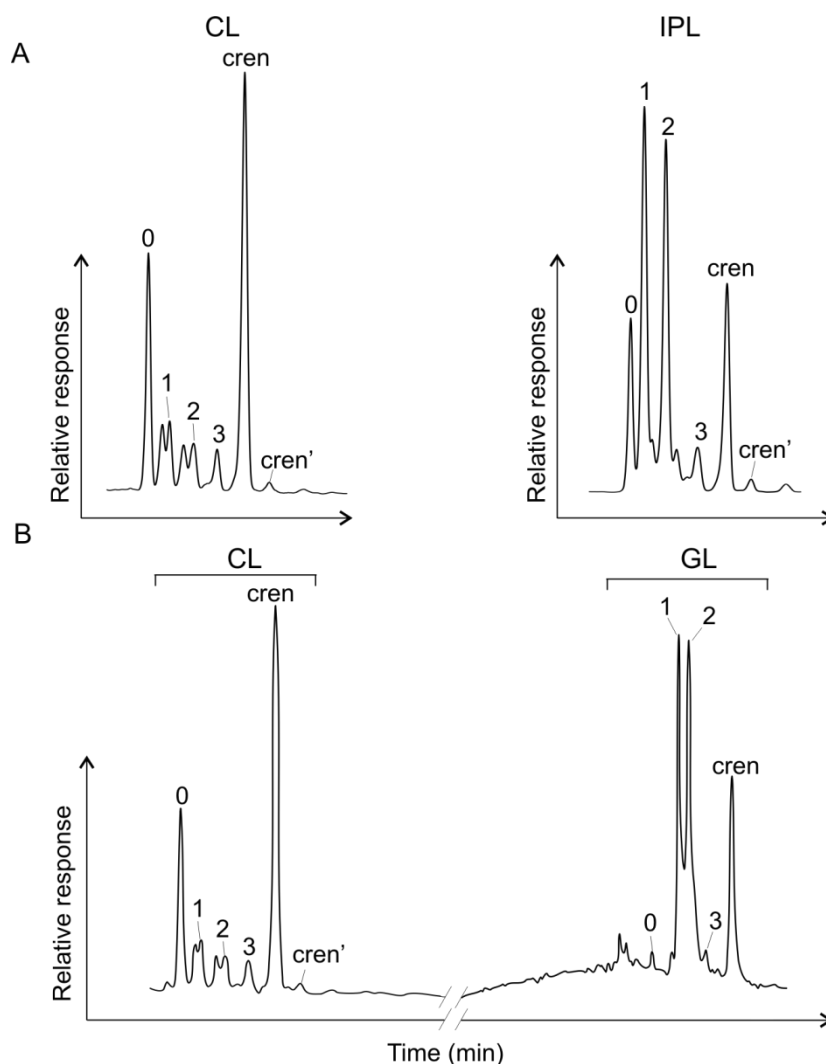 A
CL
IPL
cren
0
1
2
3
cren’
Relative response
1
2
0
3
cren
cren’
Relative response
B
CL
GL
cren
0
1
2
3
cren’
1
2
0
3
cren
Relative response
Time (min)